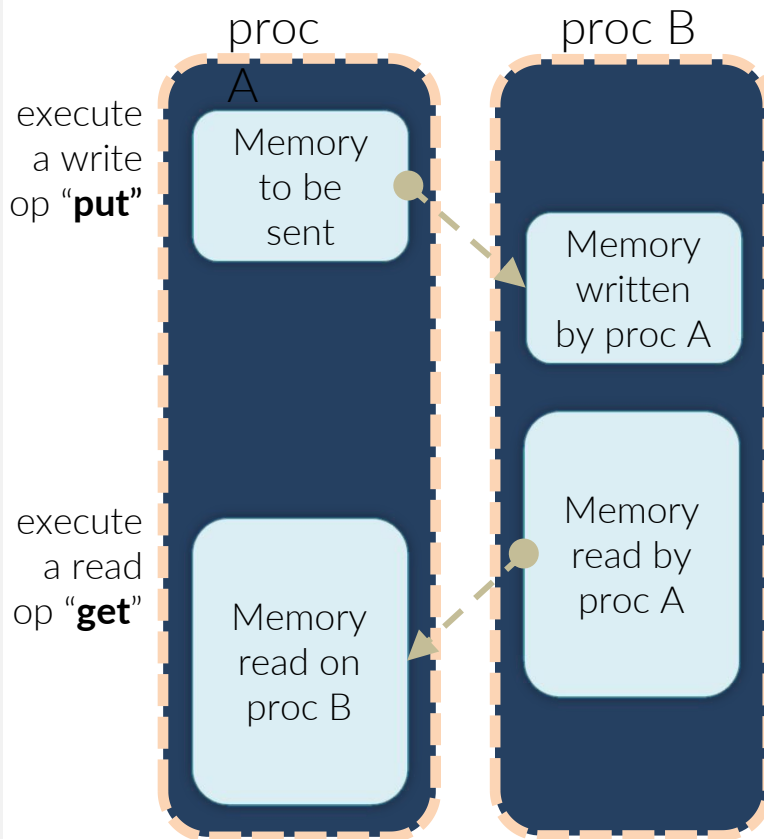 proc
A
proc B
execute
a write
op “put”
Memory
to be
sent
Memory
written
by proc A
execute
a read
op “get”
Memory
read on
proc B
Memory
read by
proc A